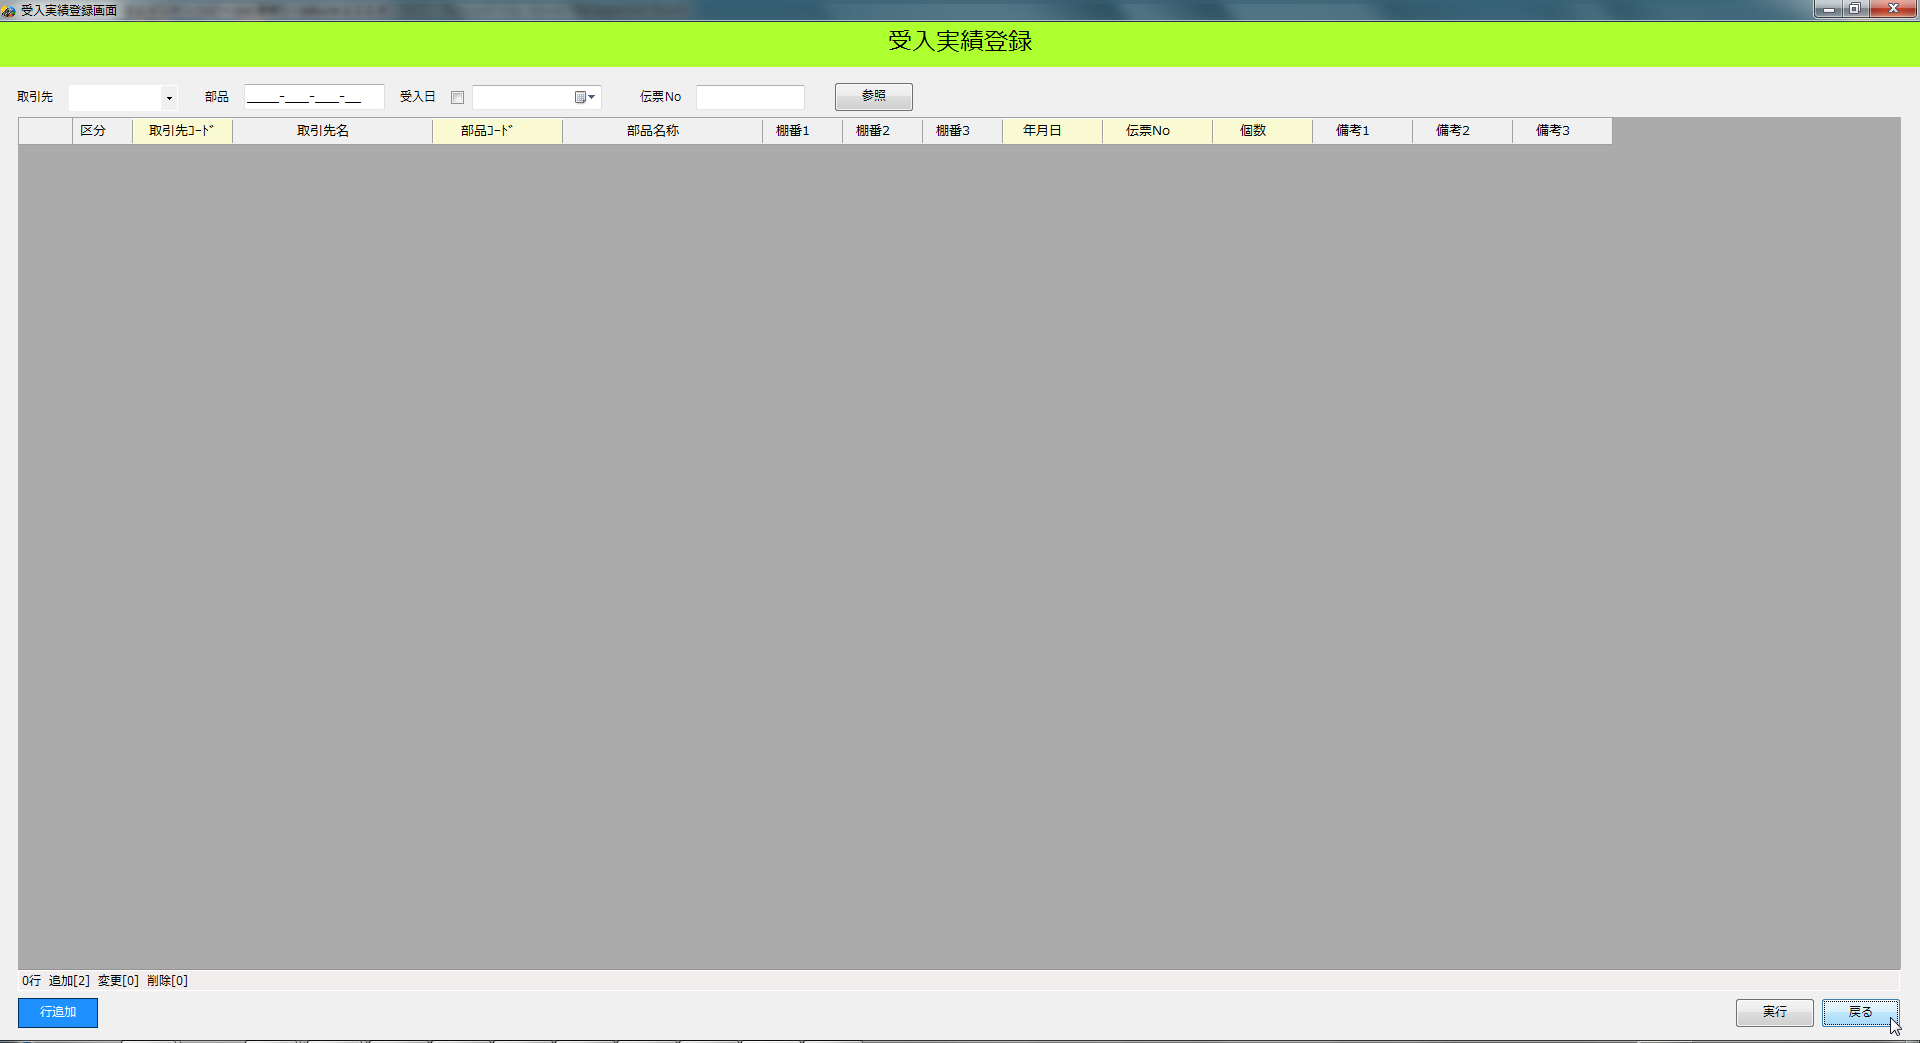 受入実績登録画面
受入実績登録
取引先 部品 ____-___-___-__ 受入日 伝票No 参照
区分 取引先ｺｰﾄﾞ 取引先名 部品ｺｰﾄﾞ 部品名称 棚番1 棚番2 棚番3 年月日 伝票No 個数 備考1 備考2 備考3
0行 追加[2] 変更[0] 削除[0]
行追加 実行 戻る